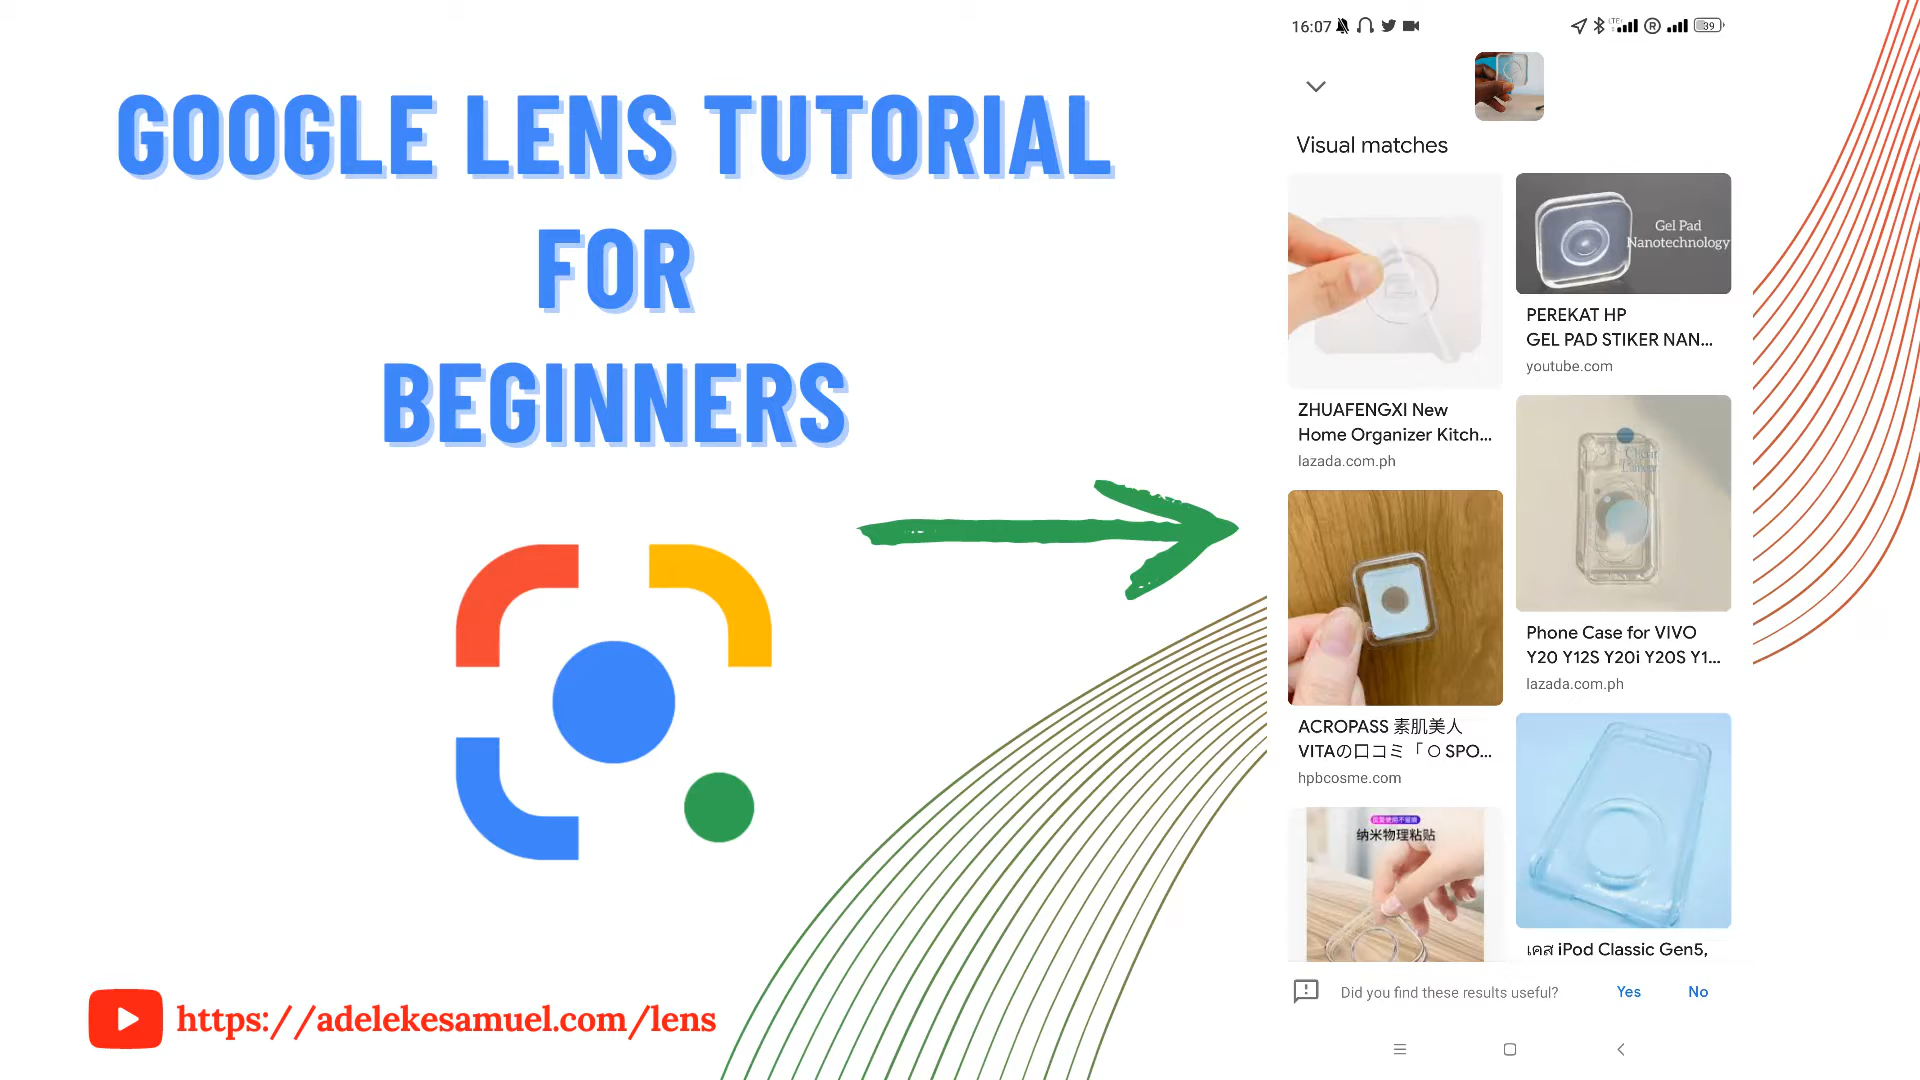 GOOGLE LENS TUTORIAL
FOR
BEGINNERS
https://adelekesamuel.com/lens
16:07
39
Visual matches
ZHUAFENGXI New
Home Organizer Kitch...
lazada.com.ph
Gel Pad
Nanotechnology
PEREKAT HP
GEL PAD STIKER NAN...
youtube.com
Phone Case for VIVO
Y20 Y12S Y20i Y20S Y1...
lazada.com.ph
ACROPASS 素肌美人
VITAの口コミ「 O SPO...
hpbcosme.com
纳米物理粘贴
เคส iPod Classic Gen5,
Did you find these results useful?
Yes
No